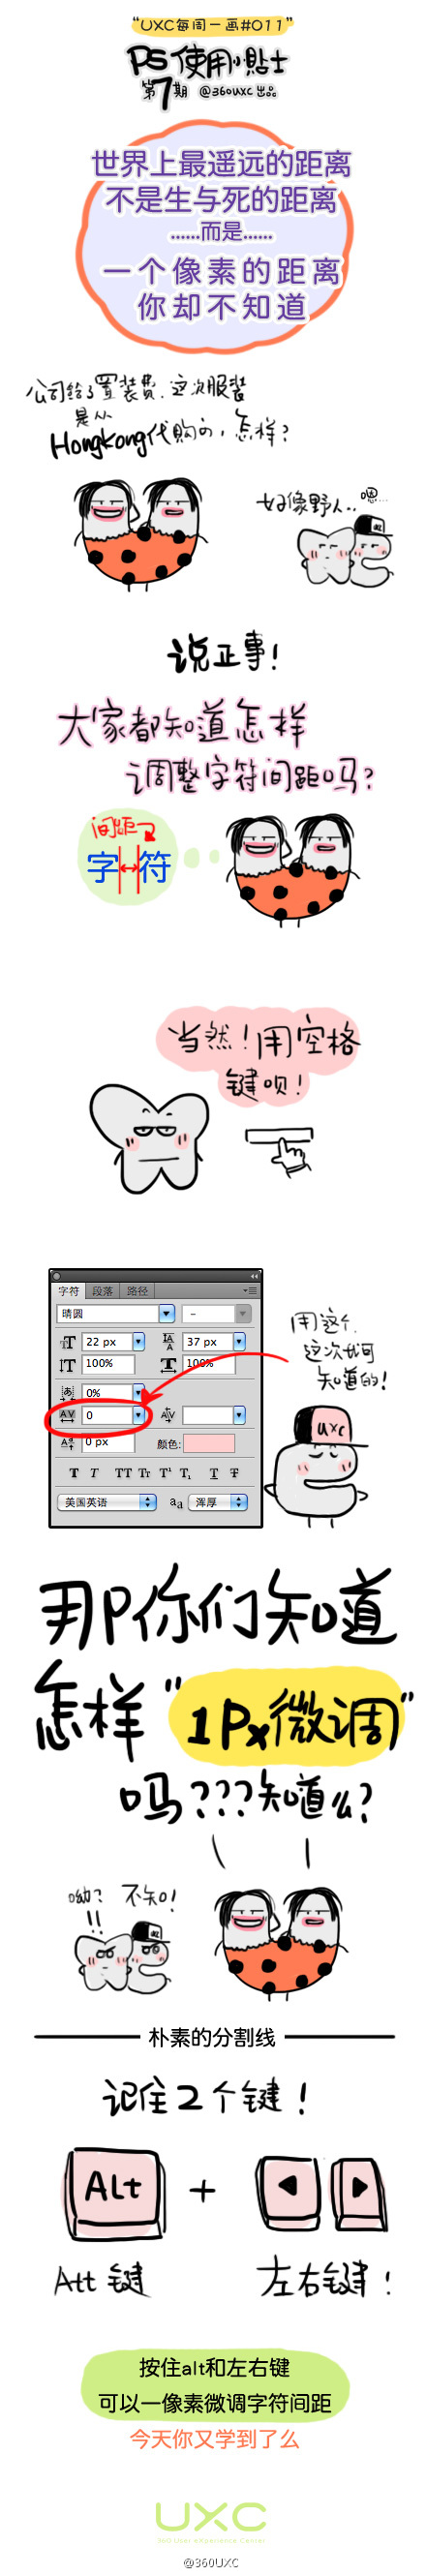 “UXC每周一画#011”
PS使用小贴士
第7期 @360UXC 出品
世界上最遥远的距离
不是生与死的距离
......而是......
一个像素的距离
你却不知道
公司给了置装费.这次服装
是从
HongKong代购的,怎样?
好像野人.. 嗯...
说正事!
大家都知道怎样
调整字符间距吗?
间距
字 符
当然!用空格
键呗!
字符 段落 路径
晴圆 -
22 px 37 px
100% 100%
0%
0
0 px 颜色:
T T TT Tr T¹ T₁ T T
美国英语 aa 浑厚
用这个,
这次我可
知道的!
uxc
那你们知道
怎样“1Px微调”
吗???知道么?
呦? 不知!
!!
朴素的分割线
记住2个键!
ALt +
Alt 键 左右键!
按住alt和左右键
可以一像素微调字符间距
今天你又学到了么
UXC
360 User eXperience Center
@360UXC